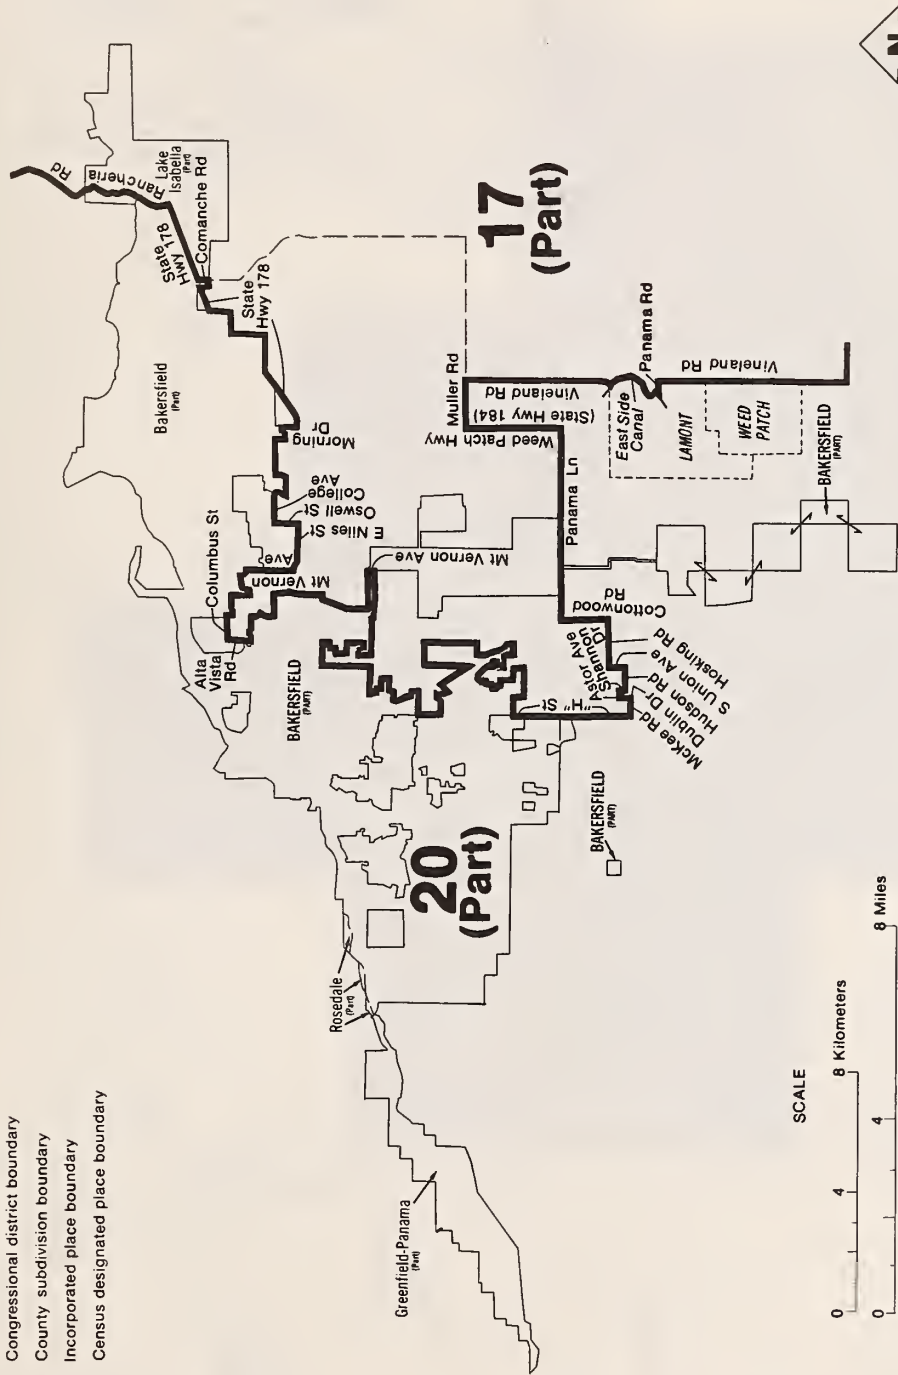 Congressional district boundary
County subdivision boundary
Incorporated place boundary
Census designated place boundary
N
Rancheria
Rd
Lake
Isabella
(Part)
State
Hwy 178
Comanche Rd
State
Hwy 178
Bakersfield
(Part)
17
(Part)
Morning
Dr
College
Ave
Oswell St
E Niles St
Columbus St
Mt Vernon
Ave
Alta
Vista
Rd
Mt Vernon Ave
BAKERSFIELD
(PART)
Muller Rd
Vineland
Rd
(State Hwy 184)
Weed Patch Hwy
East Side
Canal
Panama Rd
LAMONT
Vineland Rd
WEED
PATCH
BAKERSFIELD
(PART)
Panama Ln
Cottonwood
Rd
Astor Ave
Shannon
Dr
Hosking Rd
S Union Ave
Hudson Rd
Dublin Dr
McKee Rd
"H" St
BAKERSFIELD
(PART)
20
(Part)
Rosedale
(Part)
Greenfield-Panama
(Part)
SCALE
0 4 8 Kilometers
0 4 8 Miles